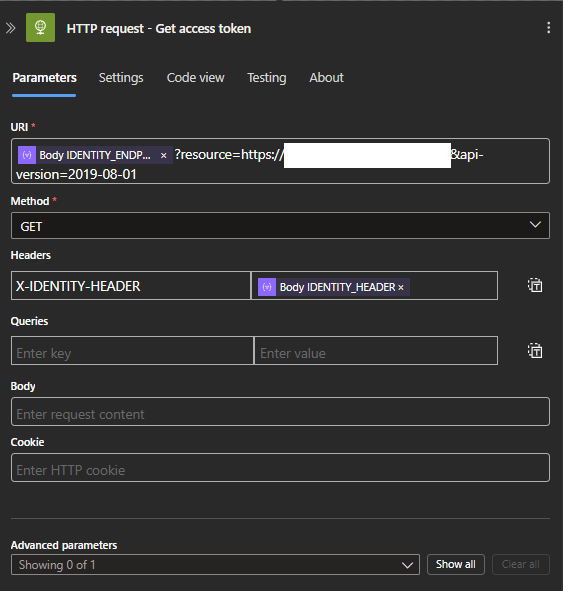 HTTP request - Get access token
Parameters Settings Code view Testing About
URI *
Body IDENTITY_ENDP... × ?resource=https:// &api-
version=2019-08-01
Method *
GET
Headers
X-IDENTITY-HEADER Body IDENTITY_HEADER ×
Queries
Enter key Enter value
Body
Enter request content
Cookie
Enter HTTP cookie
Advanced parameters
Showing 0 of 1 Show all Clear all